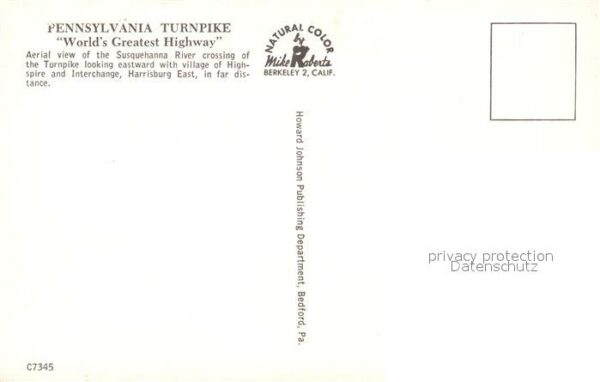 PENNSYLVANIA TURNPIKE
"World's Greatest Highway"
Aerial view of the Susquehanna River crossing of
the Turnpike looking eastward with village of High-
spire and Interchange, Harrisburg East, in far dis-
tance.
NATURAL COLOR
by
Mike Roberts
BERKELEY 2, CALIF.
Howard Johnson Publishing Department, Bedford, Pa.
privacy protection
Datenschutz
C7345